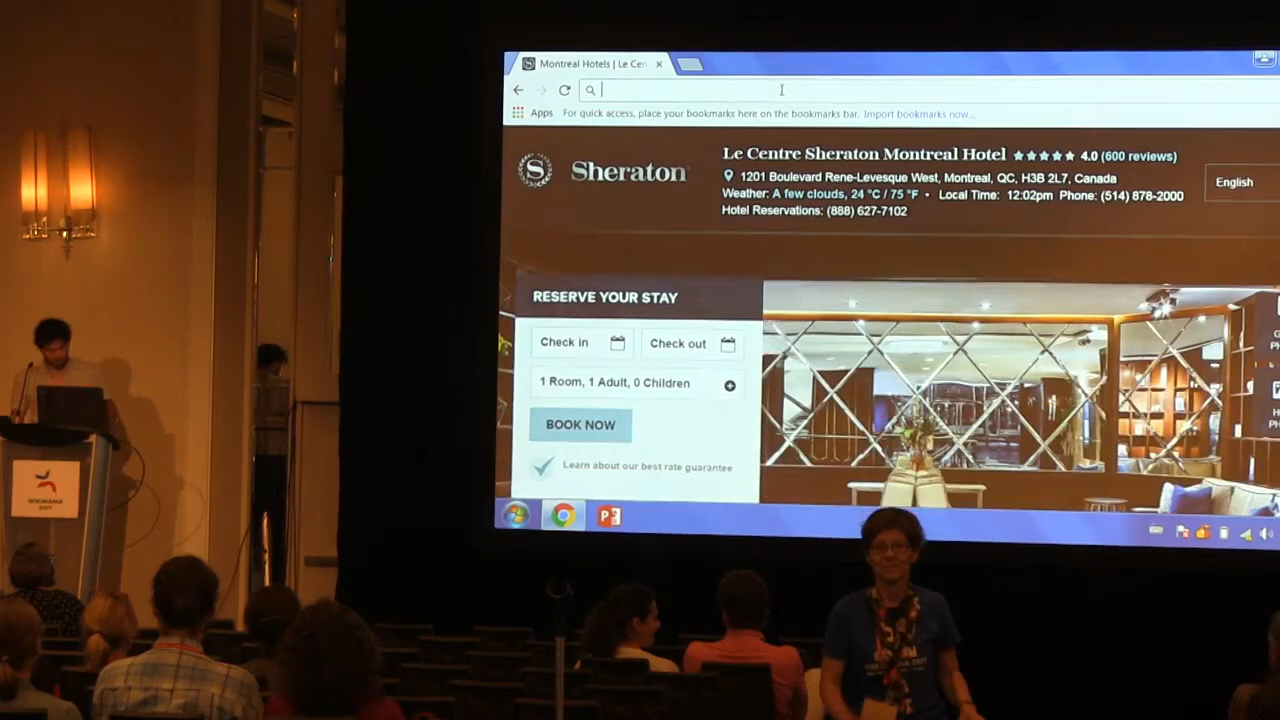 Montreal Hotels | Le Cen
Apps For quick access, place your bookmarks here on the bookmarks bar. Import bookmarks now...
S Sheraton
Le Centre Sheraton Montreal Hotel 4.0 (600 reviews)
1201 Boulevard Rene-Levesque West, Montreal, QC, H3B 2L7, Canada
Weather: A few clouds, 24 °C / 75 °F • Local Time: 12:02pm Phone: (514) 878-2000
Hotel Reservations: (888) 627-7102
English
RESERVE YOUR STAY
Check in Check out
1 Room, 1 Adult, 0 Children
BOOK NOW
Learn about our best rate guarantee
P
WIKIMANIA
2017